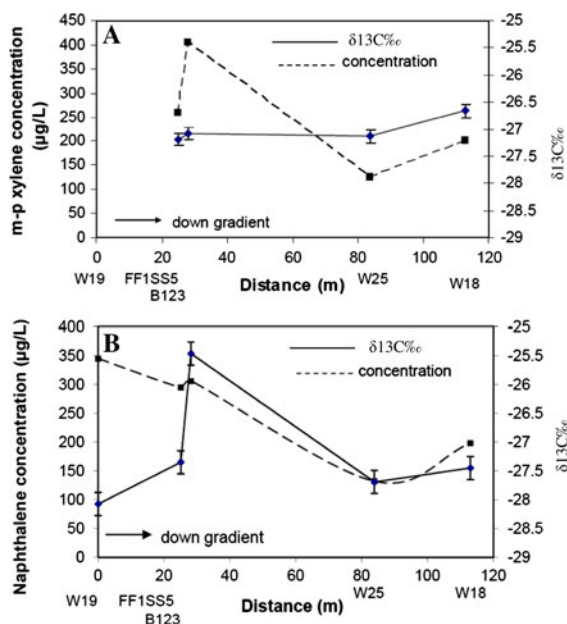 A
δ13C‰
concentration
m-p xylene concentration
(µg/L)
450
400
350
300
250
200
150
100
50
0
-25
-25.5
-26
-26.5
-27
-27.5
-28
-28.5
-29
δ13C‰
down gradient
0 20 40 60 80 100 120
W19 FF1SS5 B123 Distance (m) W25 W18
B
δ13C‰
concentration
Naphthalene concentration (µg/L)
400
350
300
250
200
150
100
50
0
-25
-25.5
-26
-26.5
-27
-27.5
-28
-28.5
-29
δ13C‰
down gradient
0 20 40 60 80 100 120
W19 FF1SS5 B123 Distance (m) W25 W18